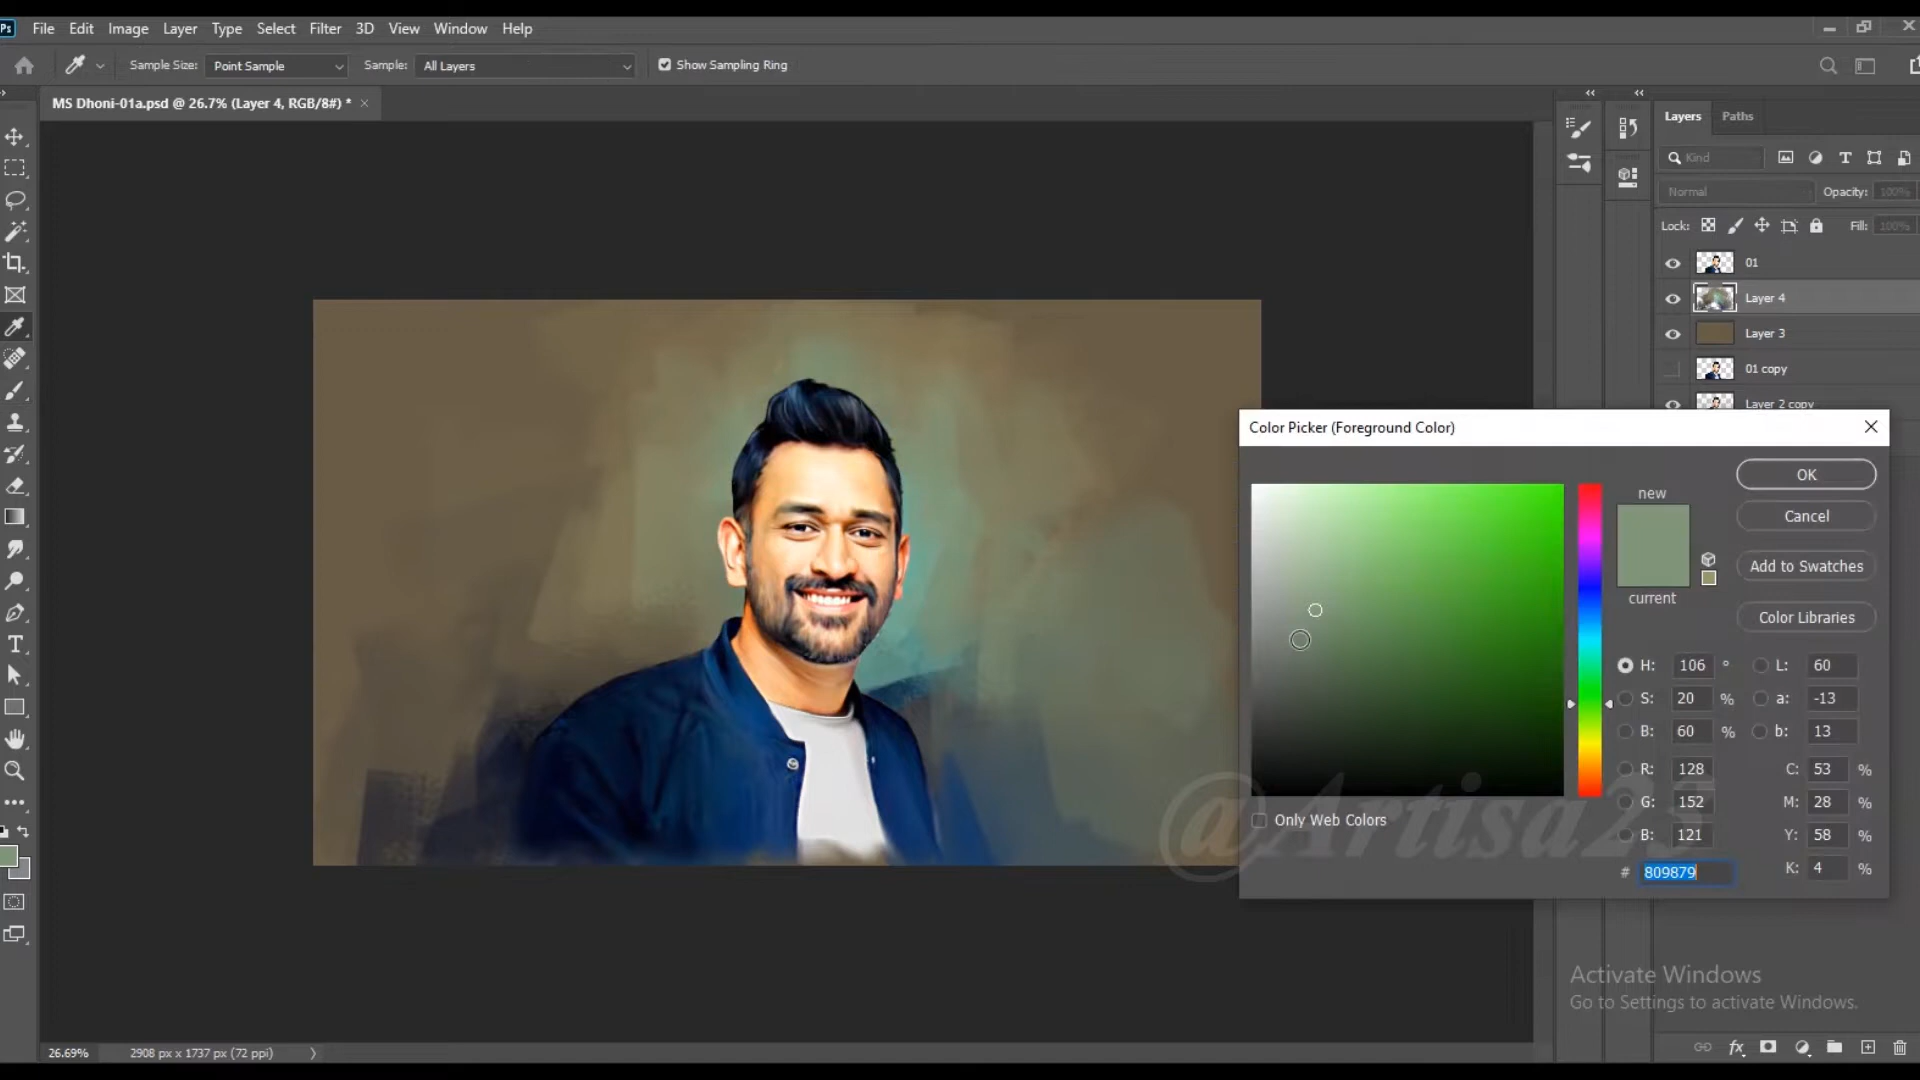 Ps File Edit Image Layer Type Select Filter 3D View Window Help
Sample Size: Point Sample Sample: All Layers Show Sampling Ring
MS Dhoni-01a.psd @ 26.7% (Layer 4, RGB/8#) * ×
Layers Paths
Kind
Normal Opacity: 100%
Lock: Fill: 100%
01
Layer 4
Layer 3
01 copy
Layer 2 copy
Color Picker (Foreground Color)
new
current
OK
Cancel
Add to Swatches
Color Libraries
H: 106 ° L: 60
S: 20 % a: -13
B: 60 % b: 13
R: 128 C: 53 %
G: 152 M: 28 %
B: 121 Y: 58 %
# 809879 K: 4 %
Only Web Colors
@Artisa23
Activate Windows
Go to Settings to activate Windows.
26.69% 2908 px x 1737 px (72 ppi)